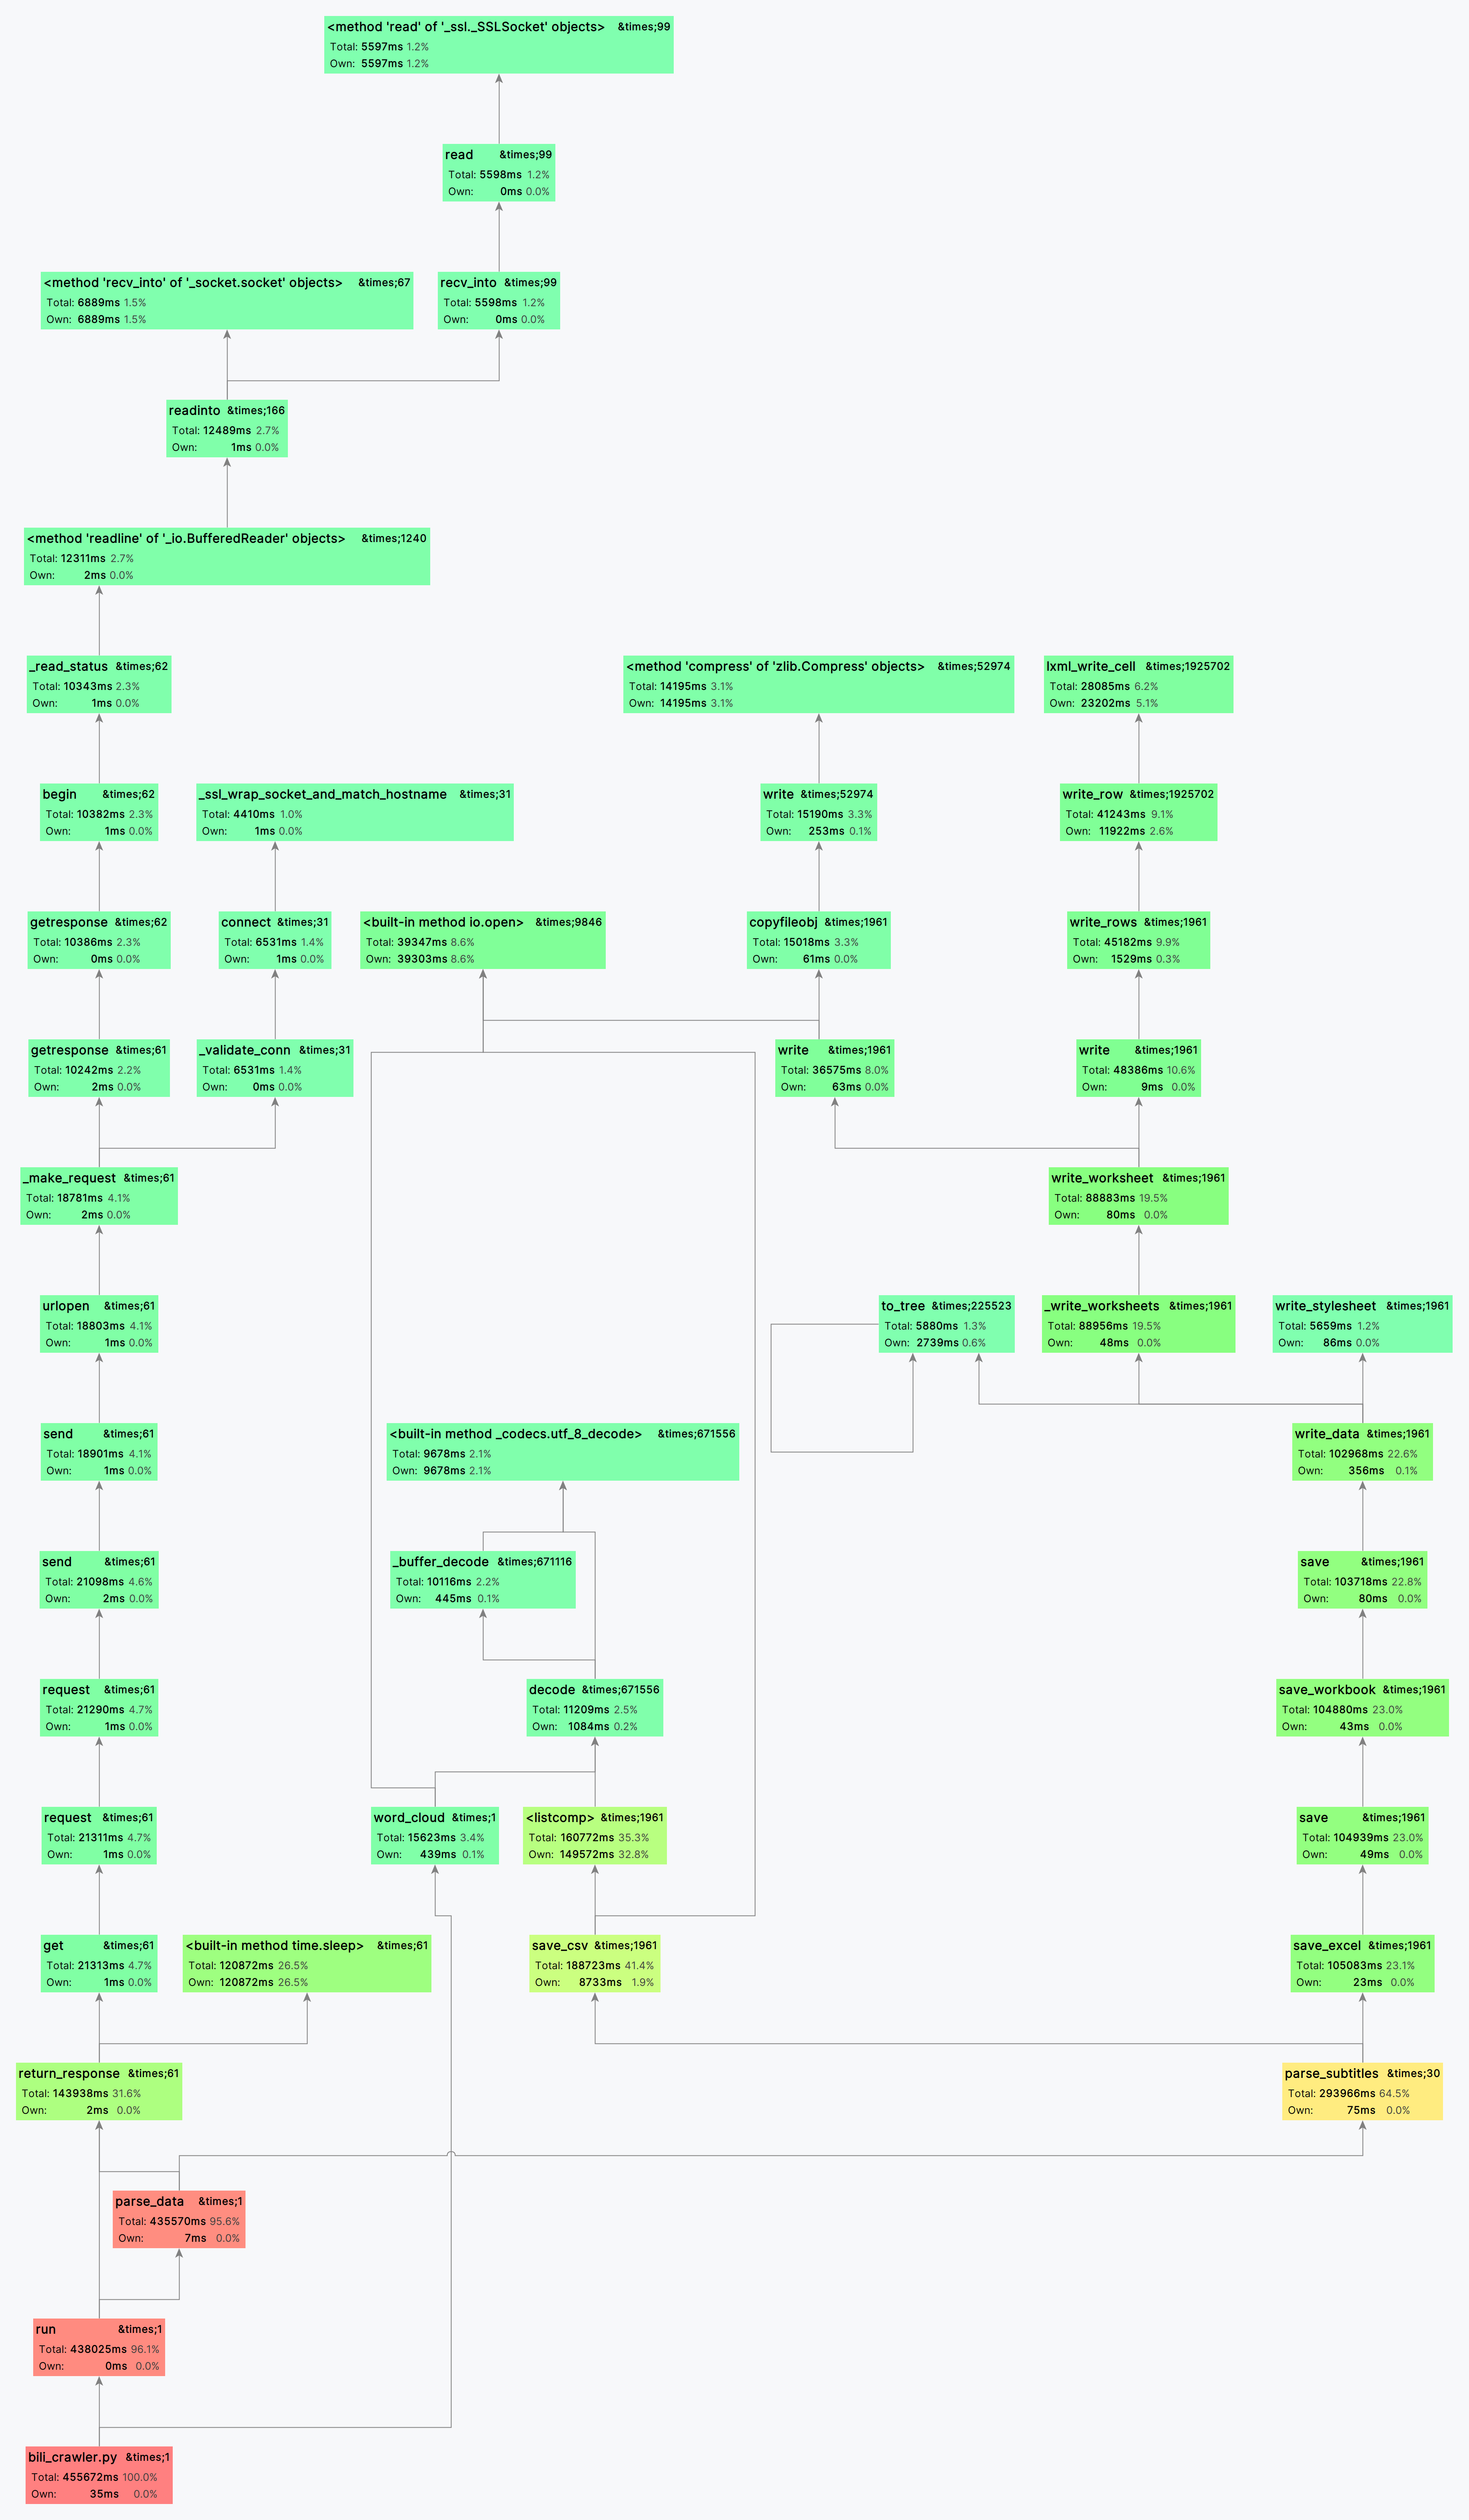 <method 'read' of '_ssl._SSLSocket' objects> &times;99
Total: 5597ms 1.2%
Own: 5597ms 1.2%
read &times;99
Total: 5598ms 1.2%
Own: 0ms 0.0%
<method 'recv_into' of '_socket.socket' objects> &times;67
Total: 6889ms 1.5%
Own: 6889ms 1.5%
recv_into &times;99
Total: 5598ms 1.2%
Own: 0ms 0.0%
readinto &times;166
Total: 12489ms 2.7%
Own: 1ms 0.0%
<method 'readline' of '_io.BufferedReader' objects> &times;1240
Total: 12311ms 2.7%
Own: 2ms 0.0%
_read_status &times;62
Total: 10343ms 2.3%
Own: 1ms 0.0%
<method 'compress' of 'zlib.Compress' objects> &times;52974
Total: 14195ms 3.1%
Own: 14195ms 3.1%
lxml_write_cell &times;1925702
Total: 28085ms 6.2%
Own: 23202ms 5.1%
begin &times;62
Total: 10382ms 2.3%
Own: 1ms 0.0%
_ssl_wrap_socket_and_match_hostname &times;31
Total: 4410ms 1.0%
Own: 1ms 0.0%
write &times;52974
Total: 15190ms 3.3%
Own: 253ms 0.1%
write_row &times;1925702
Total: 41243ms 9.1%
Own: 11922ms 2.6%
getresponse &times;62
Total: 10386ms 2.3%
Own: 0ms 0.0%
connect &times;31
Total: 6531ms 1.4%
Own: 1ms 0.0%
<built-in method io.open> &times;9846
Total: 39347ms 8.6%
Own: 39303ms 8.6%
copyfileobj &times;1961
Total: 15018ms 3.3%
Own: 61ms 0.0%
write_rows &times;1961
Total: 45182ms 9.9%
Own: 1529ms 0.3%
getresponse &times;61
Total: 10242ms 2.2%
Own: 2ms 0.0%
_validate_conn &times;31
Total: 6531ms 1.4%
Own: 0ms 0.0%
write &times;1961
Total: 36575ms 8.0%
Own: 63ms 0.0%
write &times;1961
Total: 48386ms 10.6%
Own: 9ms 0.0%
_make_request &times;61
Total: 18781ms 4.1%
Own: 2ms 0.0%
write_worksheet &times;1961
Total: 88883ms 19.5%
Own: 80ms 0.0%
urlopen &times;61
Total: 18803ms 4.1%
Own: 1ms 0.0%
to_tree &times;225523
Total: 5880ms 1.3%
Own: 2739ms 0.6%
_write_worksheets &times;1961
Total: 88956ms 19.5%
Own: 48ms 0.0%
write_stylesheet &times;1961
Total: 5659ms 1.2%
Own: 86ms 0.0%
send &times;61
Total: 18901ms 4.1%
Own: 1ms 0.0%
<built-in method _codecs.utf_8_decode> &times;671556
Total: 9678ms 2.1%
Own: 9678ms 2.1%
write_data &times;1961
Total: 102968ms 22.6%
Own: 356ms 0.1%
send &times;61
Total: 21098ms 4.6%
Own: 2ms 0.0%
_buffer_decode &times;671116
Total: 10116ms 2.2%
Own: 445ms 0.1%
save &times;1961
Total: 103718ms 22.8%
Own: 80ms 0.0%
request &times;61
Total: 21290ms 4.7%
Own: 1ms 0.0%
decode &times;671556
Total: 11209ms 2.5%
Own: 1084ms 0.2%
save_workbook &times;1961
Total: 104880ms 23.0%
Own: 43ms 0.0%
request &times;61
Total: 21311ms 4.7%
Own: 1ms 0.0%
word_cloud &times;1
Total: 15623ms 3.4%
Own: 439ms 0.1%
<listcomp> &times;1961
Total: 160772ms 35.3%
Own: 149572ms 32.8%
save &times;1961
Total: 104939ms 23.0%
Own: 49ms 0.0%
get &times;61
Total: 21313ms 4.7%
Own: 1ms 0.0%
<built-in method time.sleep> &times;61
Total: 120872ms 26.5%
Own: 120872ms 26.5%
save_csv &times;1961
Total: 188723ms 41.4%
Own: 8733ms 1.9%
save_excel &times;1961
Total: 105083ms 23.1%
Own: 23ms 0.0%
return_response &times;61
Total: 143938ms 31.6%
Own: 2ms 0.0%
parse_subtitles &times;30
Total: 293966ms 64.5%
Own: 75ms 0.0%
parse_data &times;1
Total: 435570ms 95.6%
Own: 7ms 0.0%
run &times;1
Total: 438025ms 96.1%
Own: 0ms 0.0%
bili_crawler.py &times;1
Total: 455672ms 100.0%
Own: 35ms 0.0%